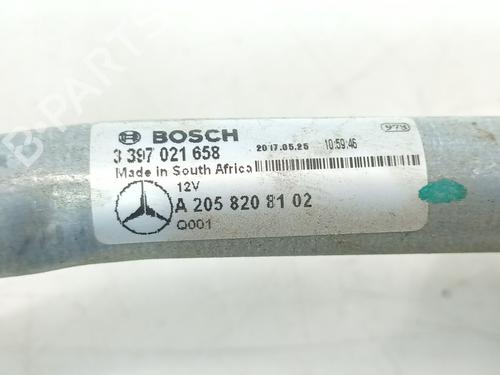 BOSCH 2017.05.25 10:59:46 978
3 397 021 658
Made in South Africa
12V
A 205 820 81 02
Q001